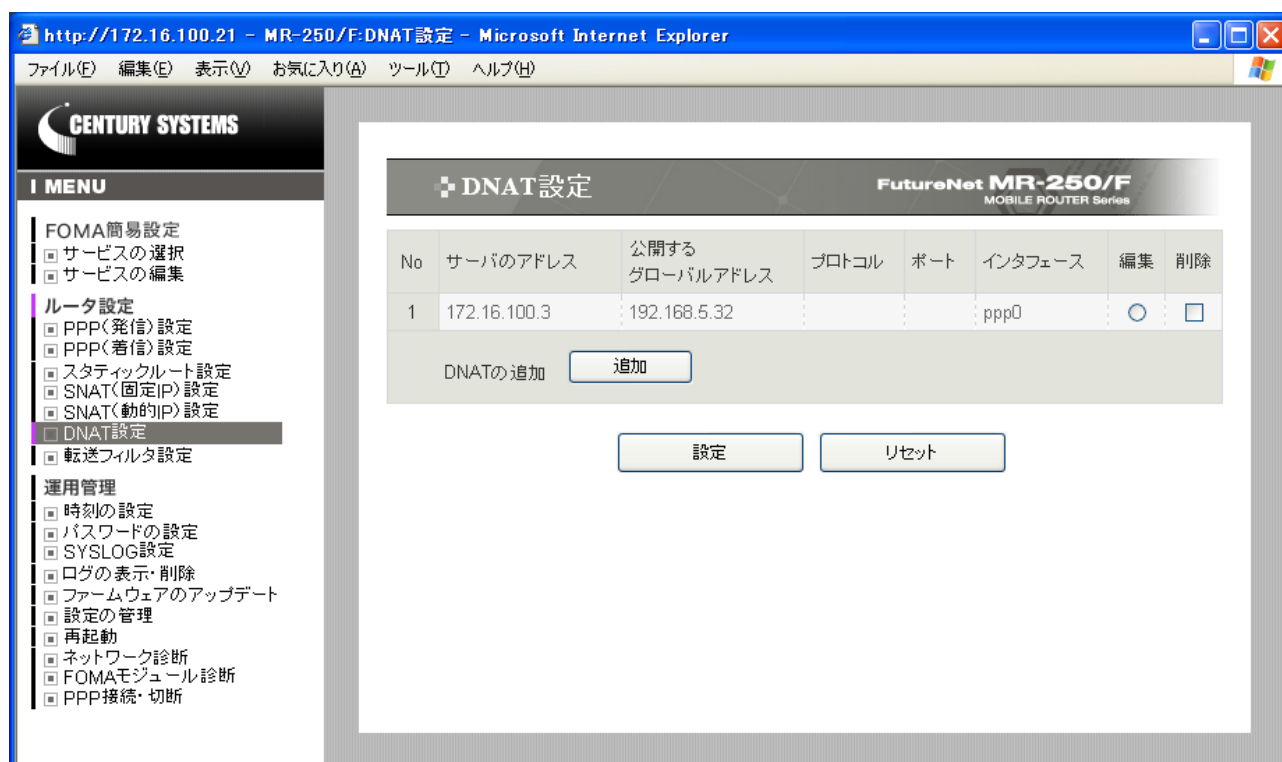 http://172.16.100.21 - MR-250/F:DNAT設定 - Microsoft Internet Explorer
ファイル(F) 編集(E) 表示(V) お気に入り(A) ツール(T) ヘルプ(H)
CENTURY SYSTEMS
MENU
FOMA簡易設定
サービスの選択
サービスの編集
ルータ設定
PPP(発信)設定
PPP(着信)設定
スタティックルート設定
SNAT(固定IP)設定
SNAT(動的IP)設定
DNAT設定
転送フィルタ設定
運用管理
時刻の設定
パスワードの設定
SYSLOG設定
ログの表示・削除
ファームウェアのアップデート
設定の管理
再起動
ネットワーク診断
FOMAモジュール診断
PPP接続・切断
DNAT設定
FutureNet MR-250/F
MOBILE ROUTER Series
No サーバのアドレス 公開する
グローバルアドレス プロトコル ポート インタフェース 編集 削除
1 172.16.100.3 192.168.5.32 ppp0
DNATの追加 追加
設定 リセット